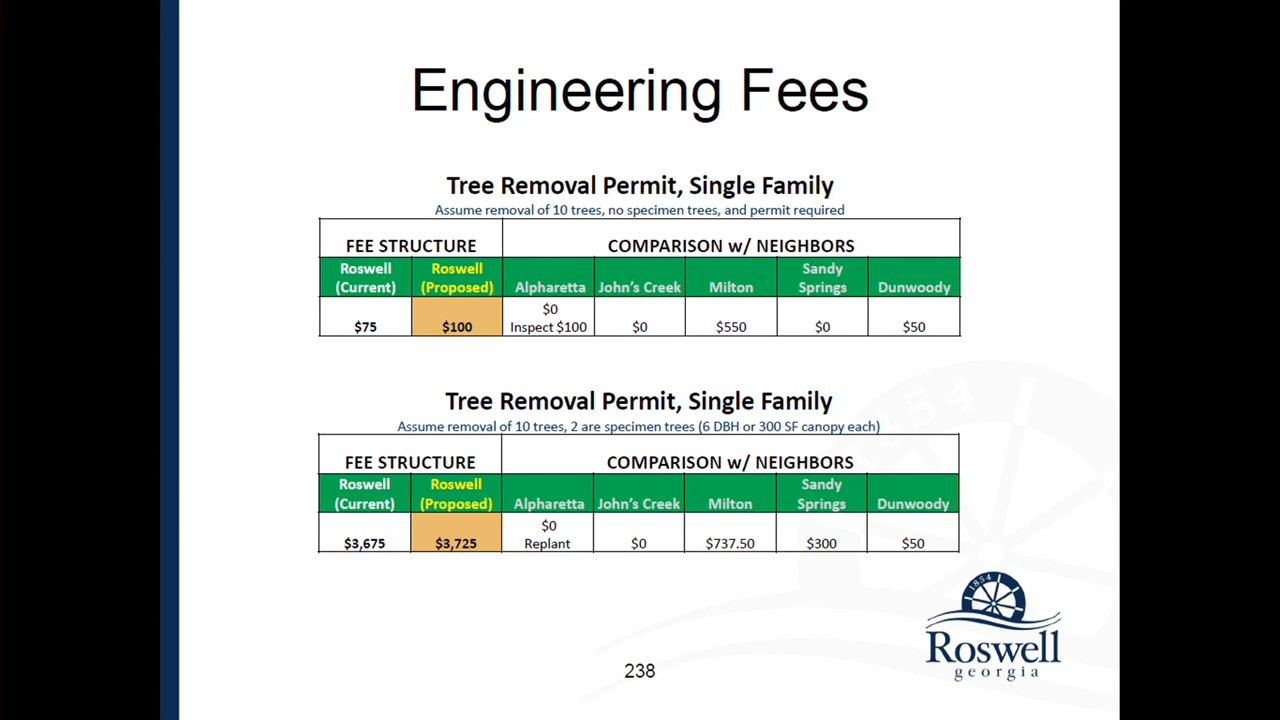 Engineering Fees
Tree Removal Permit, Single Family
Assume removal of 10 trees, no specimen trees, and permit required
FEE STRUCTURE COMPARISON w/ NEIGHBORS
Roswell (Current) Roswell (Proposed) Alpharetta John's Creek Milton Sandy Springs Dunwoody
$75 $100 $0 Inspect $100 $0 $550 $0 $50
Tree Removal Permit, Single Family
Assume removal of 10 trees, 2 are specimen trees (6 DBH or 300 SF canopy each)
FEE STRUCTURE COMPARISON w/ NEIGHBORS
Roswell (Current) Roswell (Proposed) Alpharetta John's Creek Milton Sandy Springs Dunwoody
$3,675 $3,725 $0 Replant $0 $737.50 $300 $50
1854
Roswell
georgia
238